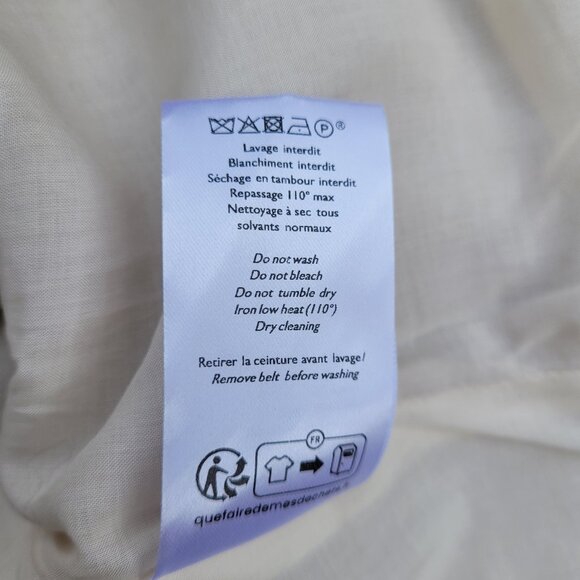 P ®
Lavage interdit
Blanchiment interdit
Séchage en tambour interdit
Repassage 110° max
Nettoyage à sec tous
solvants normaux
Do not wash
Do not bleach
Do not tumble dry
Iron low heat (110°)
Dry cleaning
Retirer la ceinture avant lavage/
Remove belt before washing
FR
quefairedemesdechets.fr